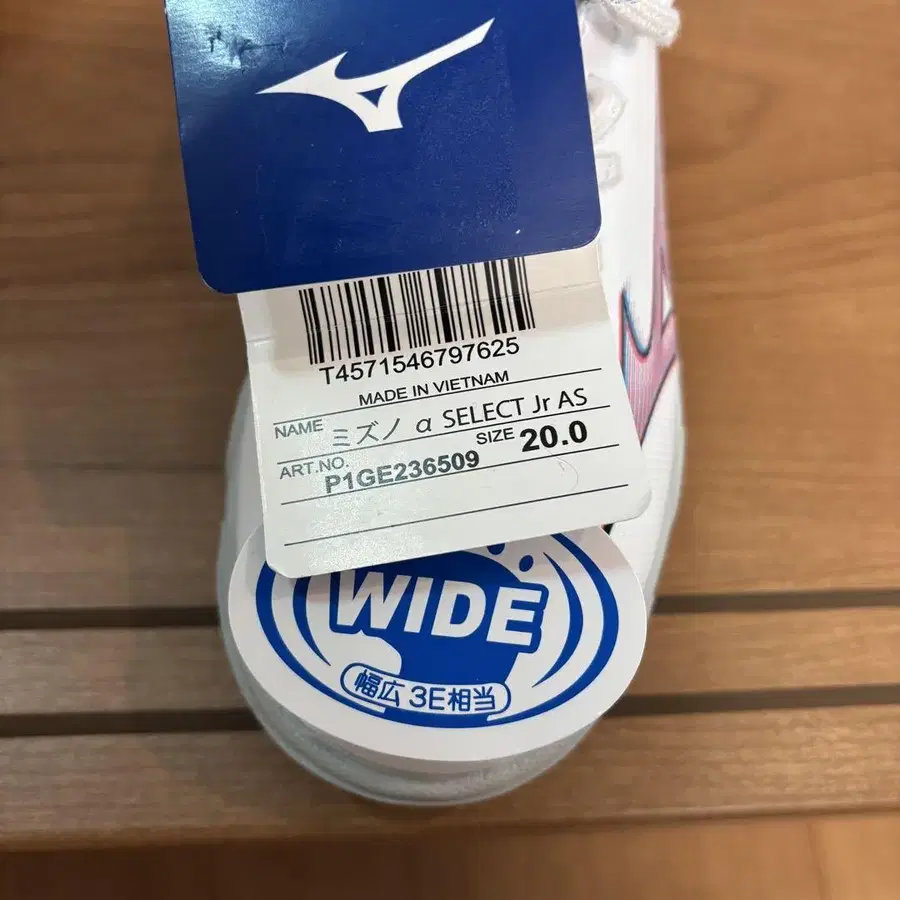 T4571546797625
MADE IN VIETNAM
NAME ミズノ α SELECT Jr AS
ART.NO. P1GE236509 SIZE 20.0
WIDE
幅広 3E相当